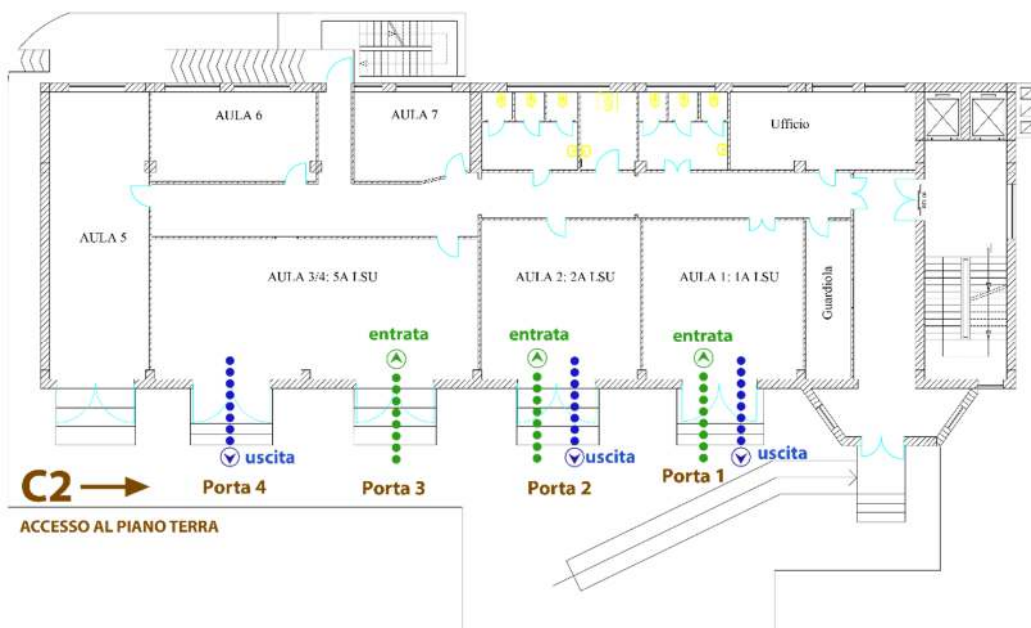 AULA 6
AULA 7
Ufficio
AULA 5
AULA 3/4: 5A LSU
AULA 2: 2A LSU
AULA 1: 1A LSU
Guardiola
entrata
entrata
entrata
uscita
uscita
uscita
C2
Porta 4
Porta 3
Porta 2
Porta 1
ACCESSO AL PIANO TERRA